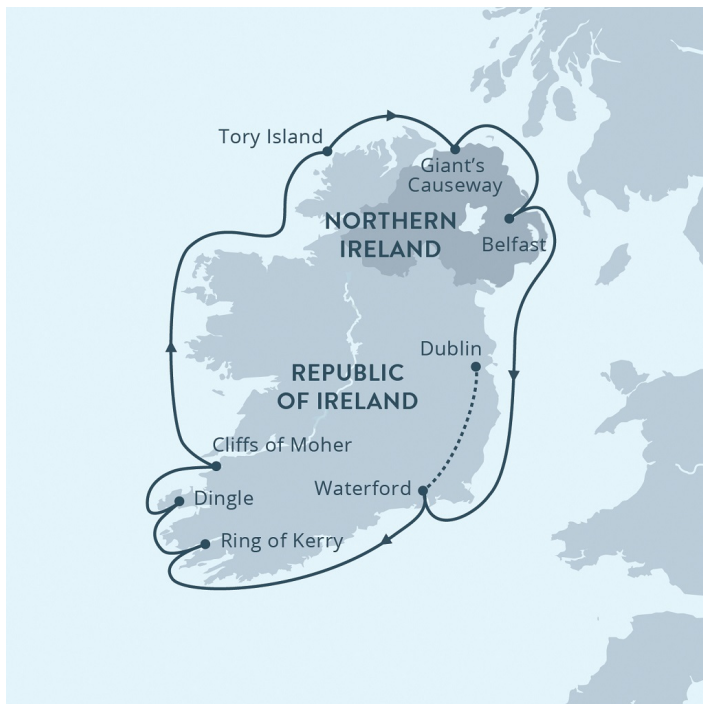 Tory Island
Giant's
Causeway
NORTHERN
IRELAND
Belfast
Dublin
REPUBLIC
OF IRELAND
Cliffs of Moher
Waterford
Dingle
Ring of Kerry